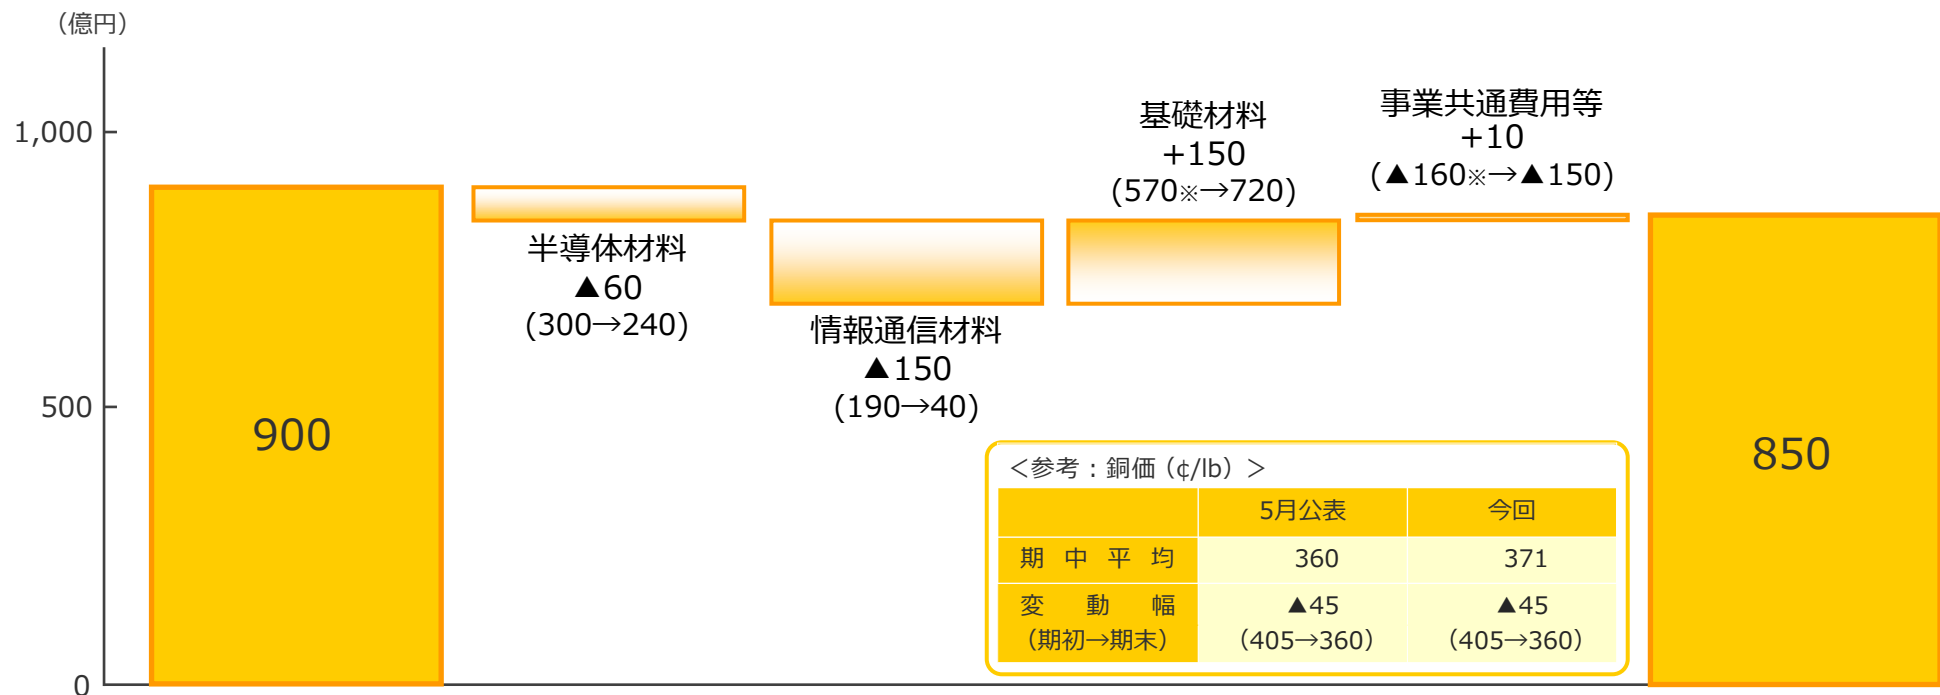 （億円）
1,000
500
0
900
半導体材料
▲60
(300→240)
情報通信材料
▲150
(190→40)
基礎材料
+150
(570※→720)
事業共通費用等
+10
(▲160※→▲150)
850
＜参考：銅価（¢/lb）＞
5月公表 今回
期中平均 360 371
変動幅 ▲45 ▲45
（期初→期末） （405→360） （405→360）